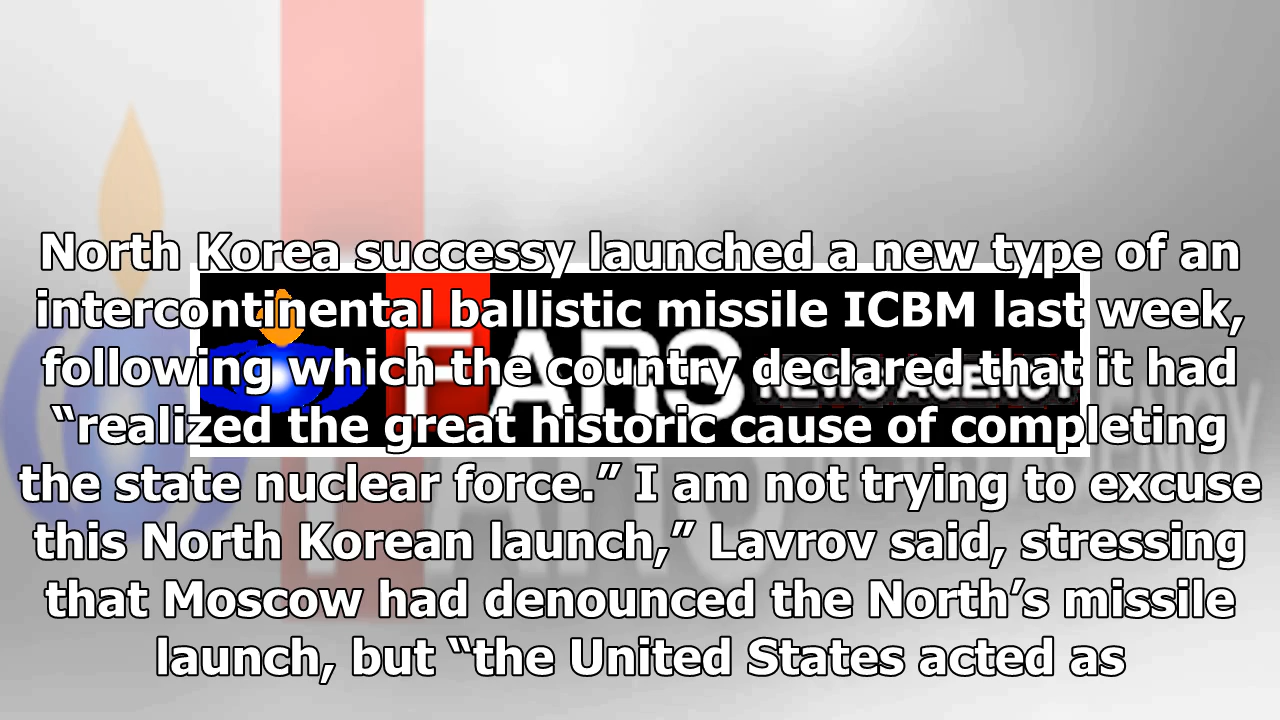 North Korea successy launched a new type of an
intercontinental ballistic missile ICBM last week,
following which the country declared that it had
“realized the great historic cause of completing
the state nuclear force.” I am not trying to excuse
this North Korean launch,” Lavrov said, stressing
that Moscow had denounced the North’s missile
launch, but “the United States acted as
FARS NEWS AGENCY